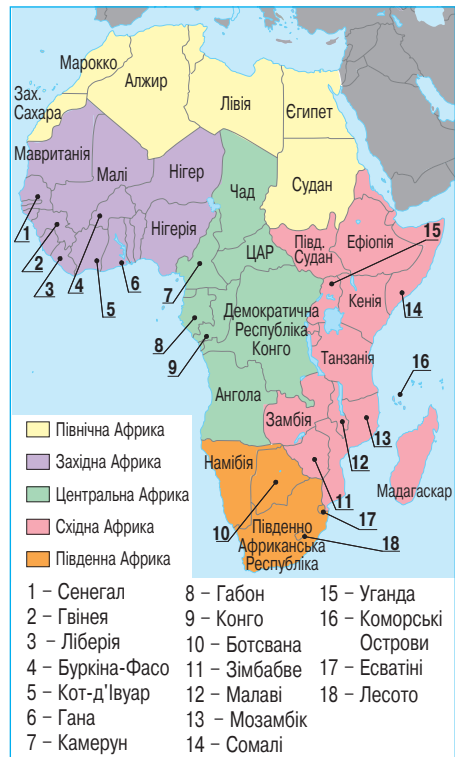 Марокко
Алжир
Лівія
Єгипет
Зах.
Сахара
Мавританія
Малі
Нігер
Чад
Судан
Нігерія
ЦАР
Півд.
Судан
Ефіопія
15
1
2
3
4
5
6
7
8
9
Демократична
Республіка
Конго
Кенія
14
Танзанія
16
Ангола
Замбія
13
12
Мадагаскар
Намібія
11
10
17
18
Південно
Африканська
Республіка
Північна Африка
Західна Африка
Центральна Африка
Східна Африка
Південна Африка
1 – Сенегал
2 – Гвінея
3 – Ліберія
4 – Буркіна-Фасо
5 – Кот-д'Івуар
6 – Гана
7 – Камерун
8 – Габон
9 – Конго
10 – Ботсвана
11 – Зімбабве
12 – Малаві
13 – Мозамбік
14 – Сомалі
15 – Уганда
16 – Коморські
Острови
17 – Есватіні
18 – Лесото